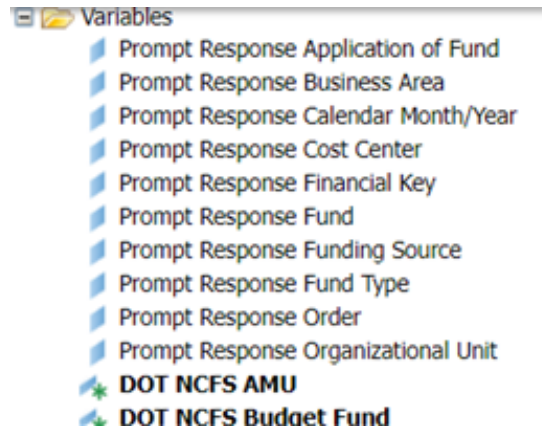 Variables
Prompt Response Application of Fund
Prompt Response Business Area
Prompt Response Calendar Month/Year
Prompt Response Cost Center
Prompt Response Financial Key
Prompt Response Fund
Prompt Response Funding Source
Prompt Response Fund Type
Prompt Response Order
Prompt Response Organizational Unit
DOT NCFS AMU
DOT NCFS Budget Fund